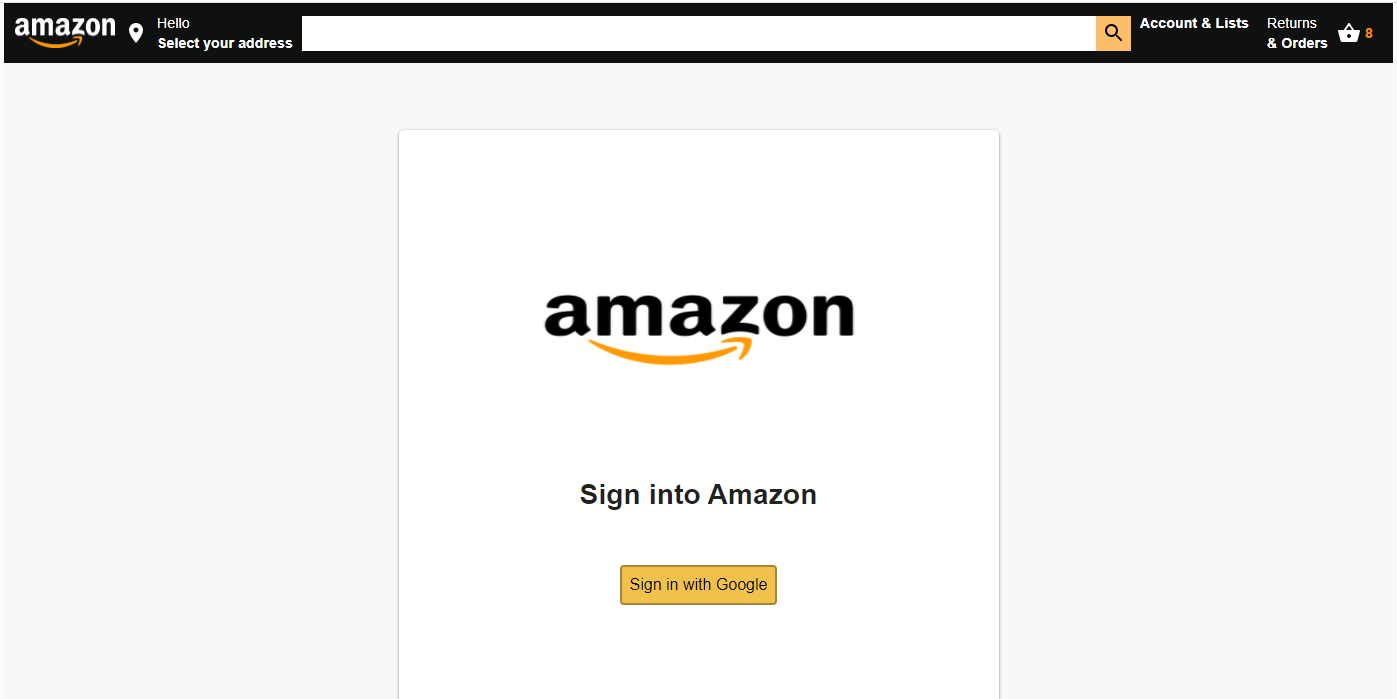 amazon
Hello
Select your address
Account & Lists
Returns
& Orders
8
amazon
Sign into Amazon
Sign in with Google